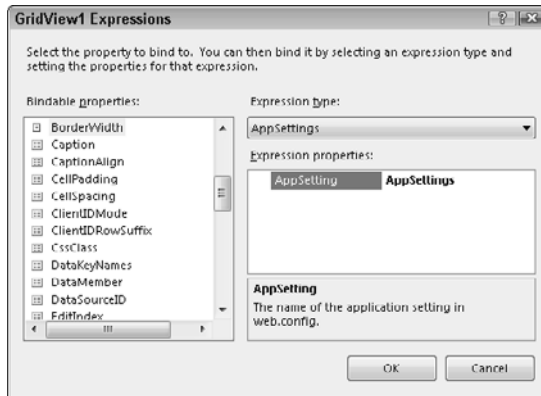 GridView1 Expressions
Select the property to bind to. You can then bind it by selecting an expression type and
setting the properties for that expression.
Bindable properties:
BorderWidth
Caption
CaptionAlign
CellPadding
CellSpacing
ClientIDMode
ClientIDRowSuffix
CssClass
DataKeyNames
DataMember
DataSourceID
EditIndex
Expression type:
AppSettings
Expression properties:
AppSetting AppSettings
AppSetting
The name of the application setting in
web.config.
OK Cancel